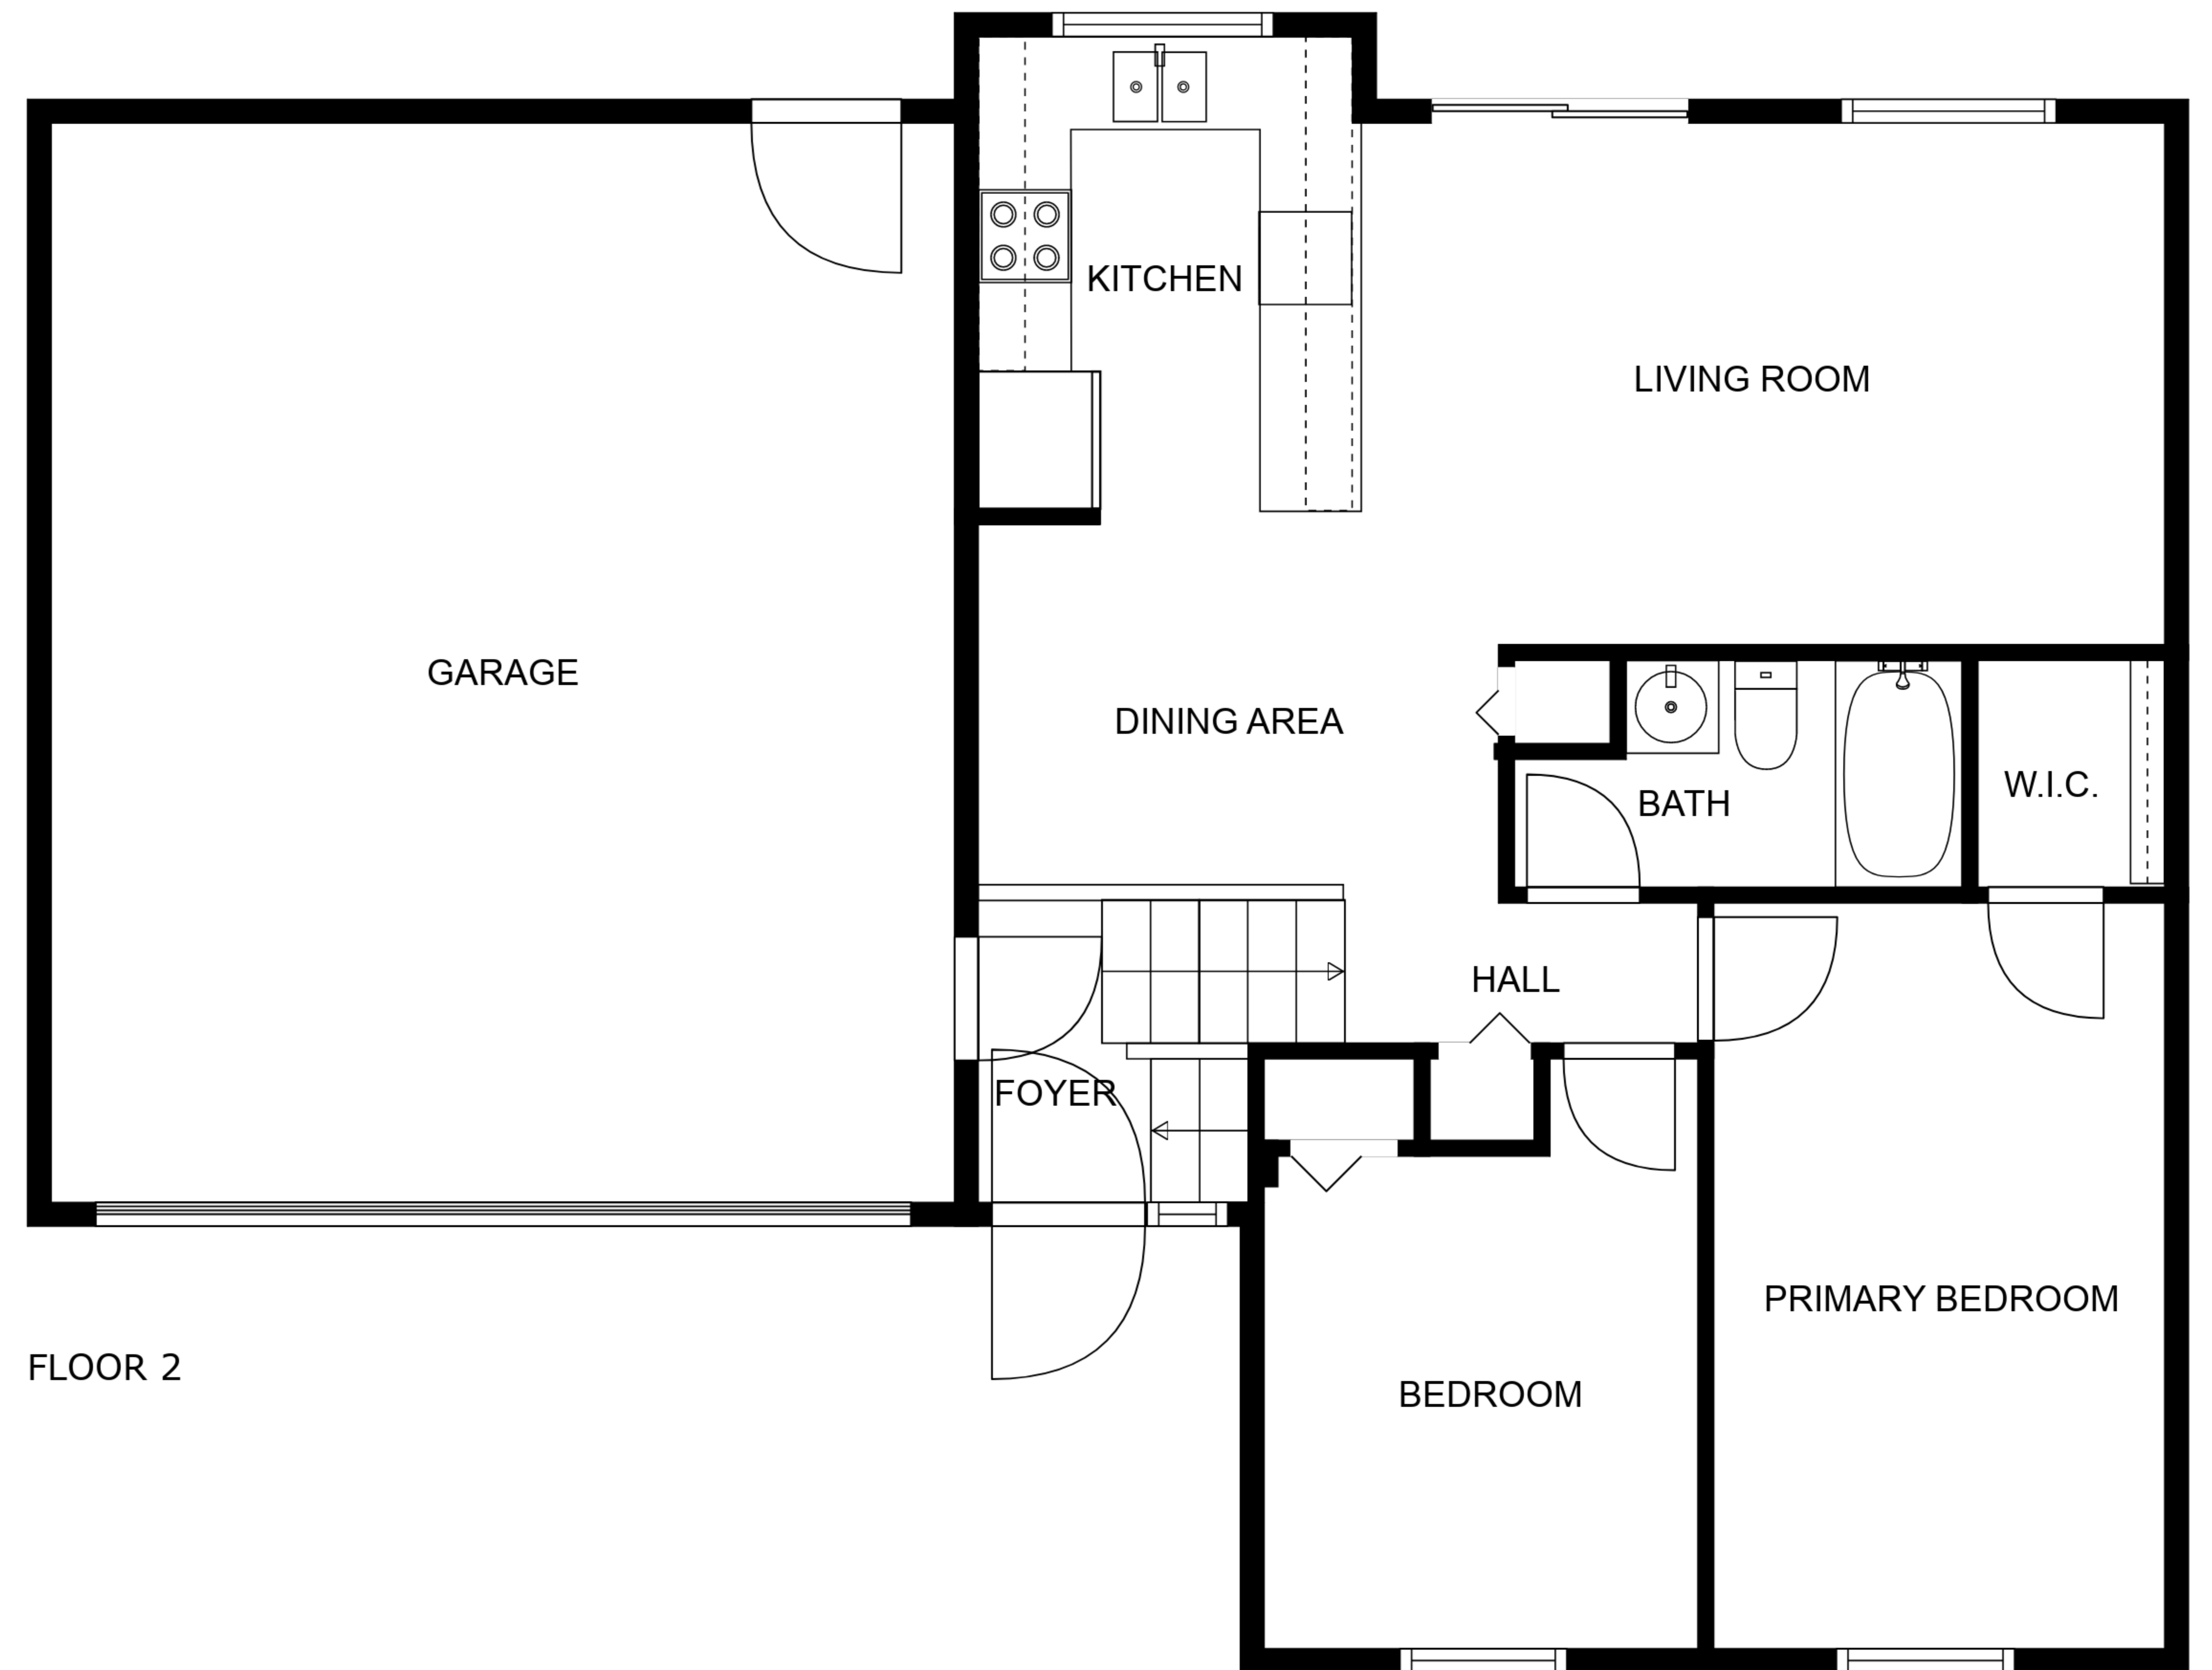 KITCHEN
LIVING ROOM
GARAGE
DINING AREA
W.I.C.
BATH
HALL
FOYER
PRIMARY BEDROOM
FLOOR 2
BEDROOM